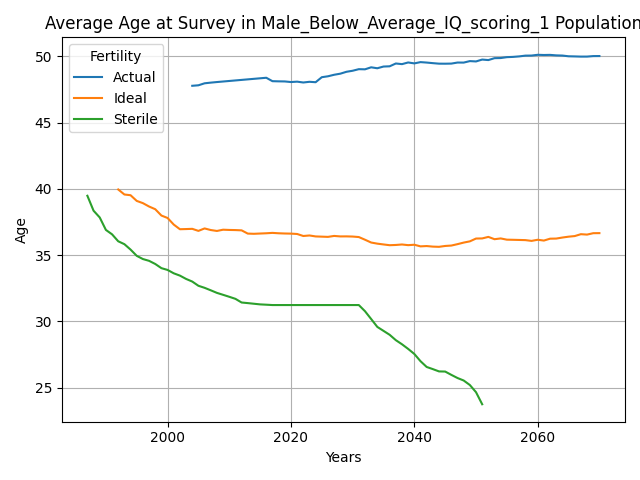 Average Age at Survey in Male_Below_Average_IQ_scoring_1 Population
Fertility
Actual
Ideal
Sterile
Age
50
45
40
35
30
25
2000
2020
2040
2060
Years